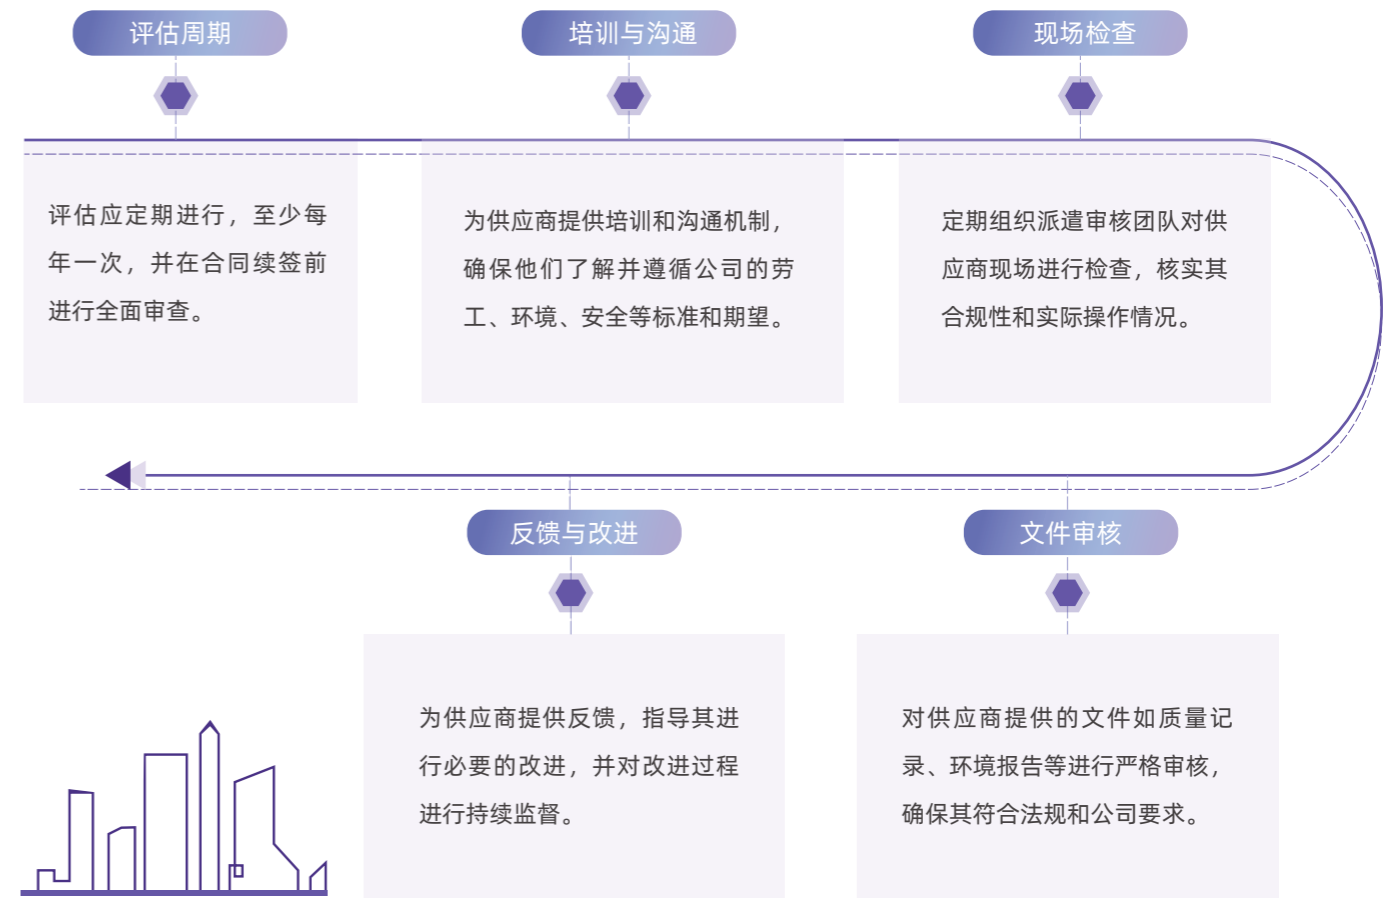 评估周期
评估应定期进行，至少每
年一次，并在合同续签前
进行全面审查。
培训与沟通
为供应商提供培训和沟通机制，
确保他们了解并遵循公司的劳
工、环境、安全等标准和期望。
现场检查
定期组织派遣审核团队对供
应商现场进行检查，核实其
合规性和实际操作情况。
文件审核
对供应商提供的文件如质量记
录、环境报告等进行严格审核，
确保其符合法规和公司要求。
反馈与改进
为供应商提供反馈，指导其进
行必要的改进，并对改进过程
进行持续监督。